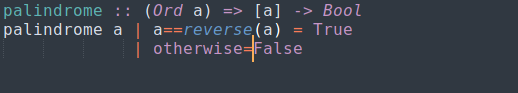 palindrome :: (Ord a) => [a] -> Bool
palindrome a | a==reverse(a) = True
             | otherwise=False